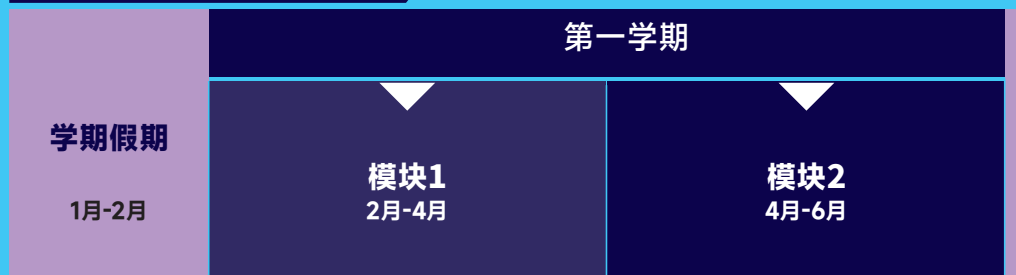 第一学期
学期假期
1月-2月
模块1
2月-4月
模块2
4月-6月